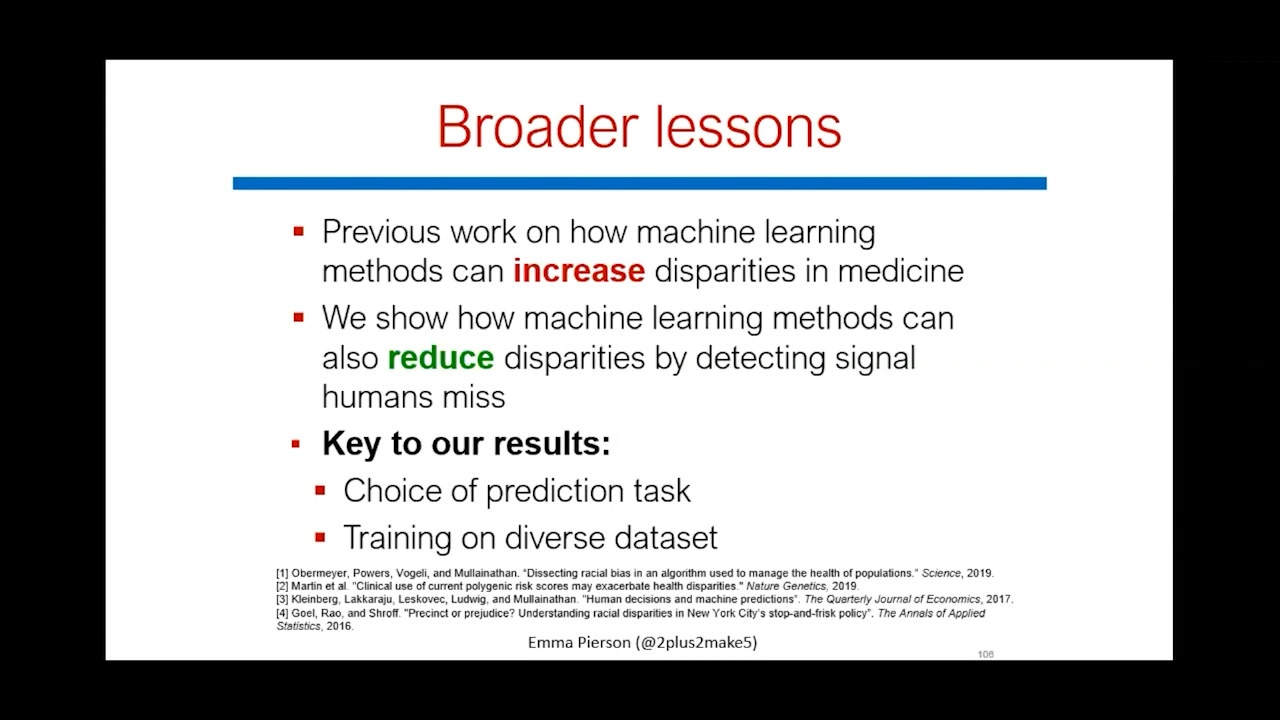 Broader lessons
Previous work on how machine learning
methods can increase disparities in medicine
We show how machine learning methods can
also reduce disparities by detecting signal
humans miss
Key to our results:
Choice of prediction task
Training on diverse dataset
[1] Obermeyer, Powers, Vogeli, and Mullainathan. "Dissecting racial bias in an algorithm used to manage the health of populations." Science, 2019.
[2] Martin et al. "Clinical use of current polygenic risk scores may exacerbate health disparities." Nature Genetics, 2019.
[3] Kleinberg, Lakkaraju, Leskovec, Ludwig, and Mullainathan. "Human decisions and machine predictions". The Quarterly Journal of Economics, 2017.
[4] Goel, Rao, and Shroff. "Precinct or prejudice? Understanding racial disparities in New York City's stop-and-frisk policy". The Annals of Applied
Statistics, 2016.
Emma Pierson (@2plus2make5)
106